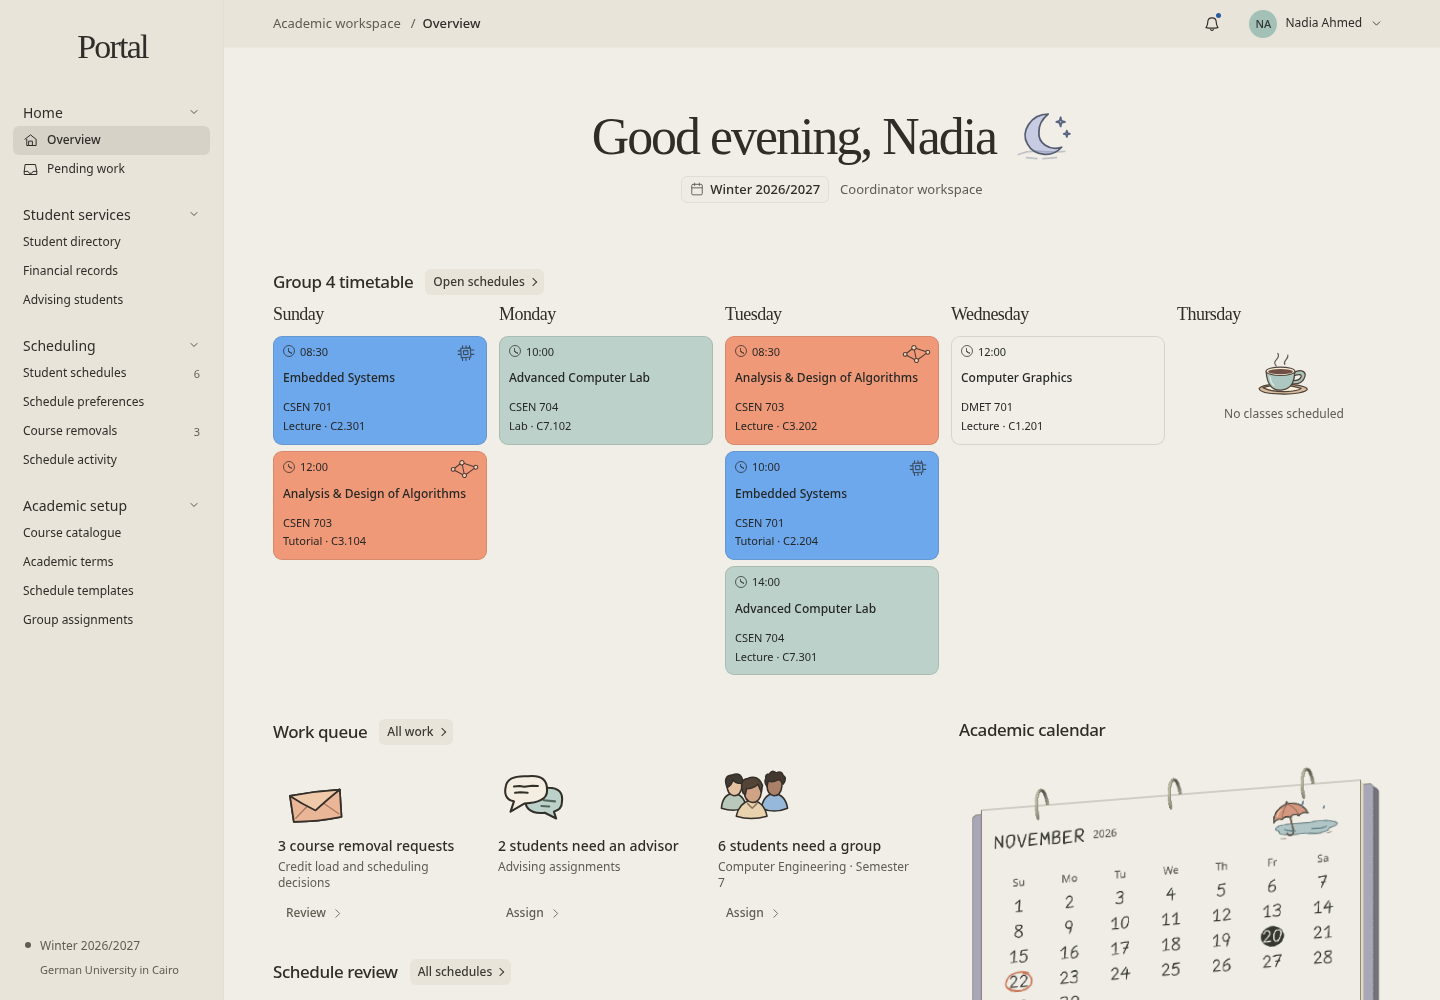 Portal
Home
Overview
Pending work
Student services
Student directory
Financial records
Advising students
Scheduling
Student schedules 6
Schedule preferences
Course removals 3
Schedule activity
Academic setup
Course catalogue
Academic terms
Schedule templates
Group assignments
Winter 2026/2027
German University in Cairo
Academic workspace / Overview
NA Nadia Ahmed
Good evening, Nadia
Winter 2026/2027 Coordinator workspace
Group 4 timetable Open schedules
Sunday
08:30
Embedded Systems
CSEN 701
Lecture · C2.301
12:00
Analysis & Design of Algorithms
CSEN 703
Tutorial · C3.104
Monday
10:00
Advanced Computer Lab
CSEN 704
Lab · C7.102
Tuesday
08:30
Analysis & Design of Algorithms
CSEN 703
Lecture · C3.202
10:00
Embedded Systems
CSEN 701
Tutorial · C2.204
14:00
Advanced Computer Lab
CSEN 704
Lecture · C7.301
Wednesday
12:00
Computer Graphics
DMET 701
Lecture · C1.201
Thursday
No classes scheduled
Work queue All work
3 course removal requests
Credit load and scheduling
decisions
Review
2 students need an advisor
Advising assignments
Assign
6 students need a group
Computer Engineering · Semester
7
Assign
Schedule review All schedules
Academic calendar
NOVEMBER 2026
Su Mo Tu We Th Fr Sa
1 2 3 4 5 6 7
8 9 10 11 12 13 14
15 16 17 18 19 20 21
22 23 24 25 26 27 28